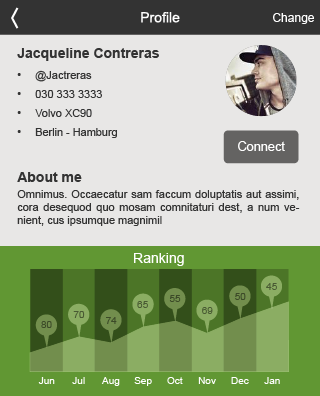 Profile
Change
Jacqueline Contreras
• @Jactreras
• 030 333 3333
• Volvo XC90
• Berlin - Hamburg
Connect
About me
Omnimus. Occaecatur sam faccum doluptatis aut assimi,
cora desequod quo mosam comnitaturi dest, a num ve-
nient, cus ipsumque magnimil
Ranking
80 70 74 65 55 69 50 45
Jun Jul Aug Sep Oct Nov Dec Jan